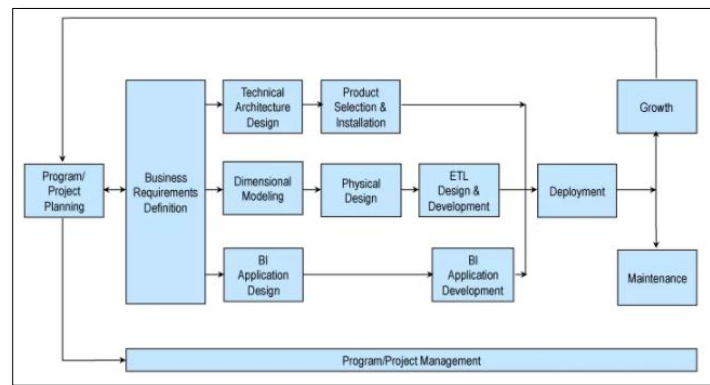 Technical
Architecture
Design
Product
Selection &
Installation
Growth
Program/
Project
Planning
Business
Requirements
Definition
Dimensional
Modeling
Physical
Design
ETL
Design &
Development
Deployment
BI
Application
Design
BI
Application
Development
Maintenance
Program/Project Management